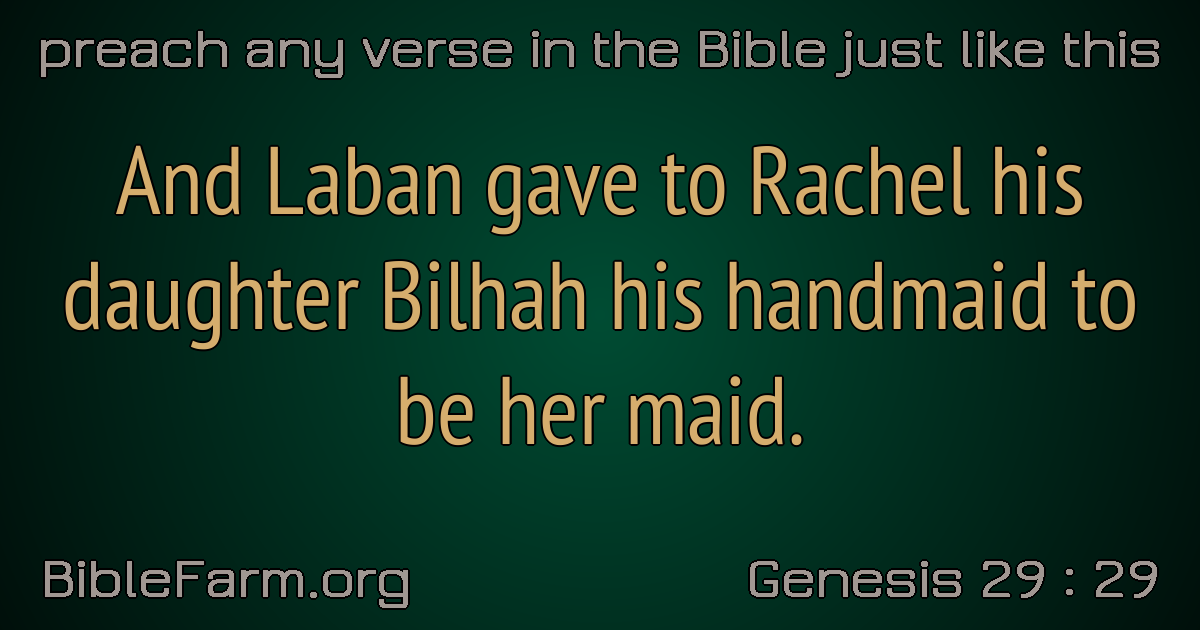 preach any verse in the Bible just like this
And Laban gave to Rachel his
daughter Bilhah his handmaid to
be her maid.
BibleFarm.org
Genesis 29 : 29